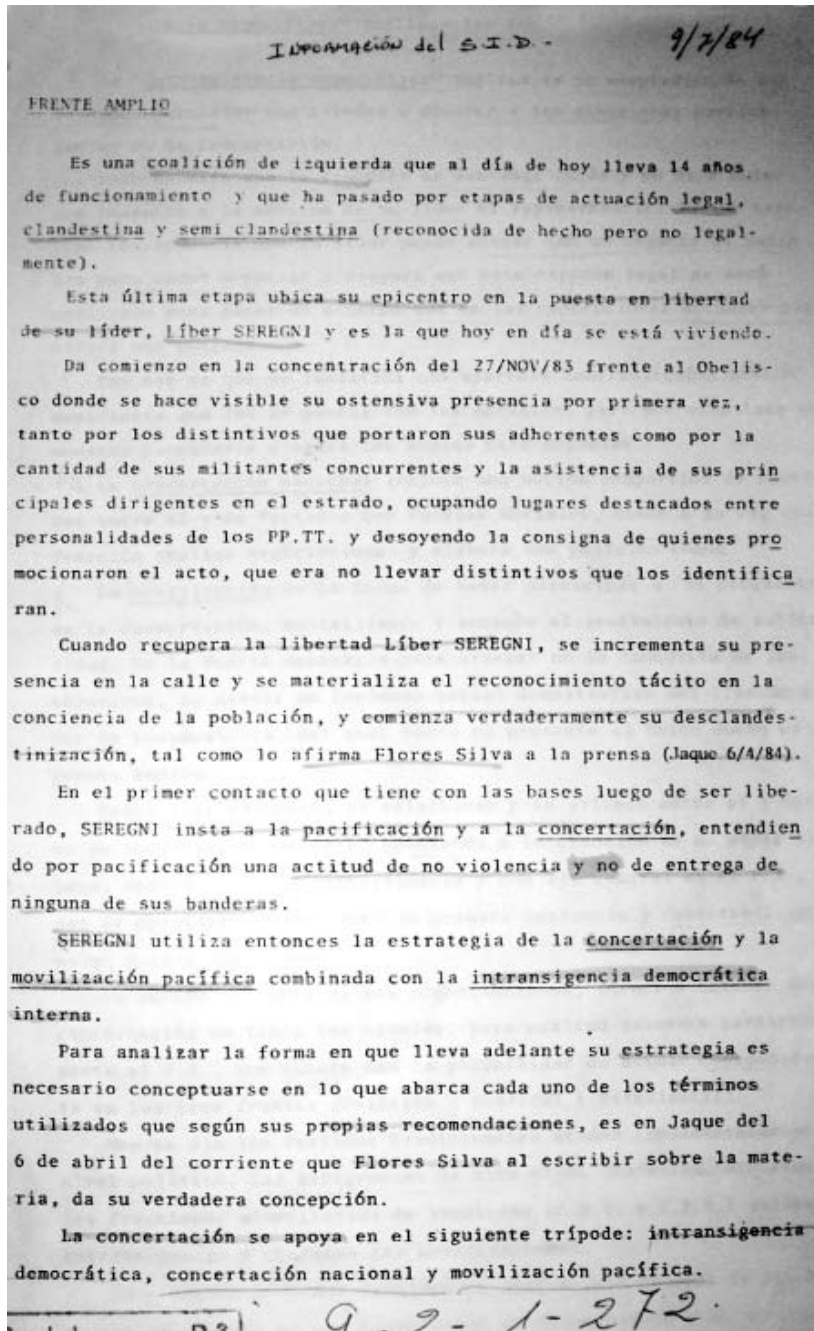 INFORMACIÓN del S.I.D. - 9/7/84
FRENTE AMPLIO
Es una coalición de izquierda que al día de hoy lleva 14 años
de funcionamiento y que ha pasado por etapas de actuación legal,
clandestina y semi clandestina (reconocida de hecho pero no legal-
mente).
Esta última etapa ubica su epicentro en la puesta en libertad
de su líder, Líber SEREGNI y es la que hoy en día se está viviendo.
Da comienzo en la concentración del 27/NOV/83 frente al Obelis-
co donde se hace visible su ostensiva presencia por primera vez,
tanto por los distintivos que portaron sus adherentes como por la
cantidad de sus militantes concurrentes y la asistencia de sus prin
cipales dirigentes en el estrado, ocupando lugares destacados entre
personalidades de los PP.TT. y desoyendo la consigna de quienes pro
mocionaron el acto, que era no llevar distintivos que los identifica
ran.
Cuando recupera la libertad Líber SEREGNI, se incrementa su pre-
sencia en la calle y se materializa el reconocimiento tácito en la
conciencia de la población, y comienza verdaderamente su desclandes-
tinización, tal como lo afirma Flores Silva a la prensa (Jaque 6/4/84).
En el primer contacto que tiene con las bases luego de ser libe-
rado, SEREGNI insta a la pacificación y a la concertación, entendien
do por pacificación una actitud de no violencia y no de entrega de
ninguna de sus banderas.
SEREGNI utiliza entonces la estrategia de la concertación y la
movilización pacífica combinada con la intransigencia democrática
interna.
Para analizar la forma en que lleva adelante su estrategia es
necesario conceptuarse en lo que abarca cada uno de los términos
utilizados que según sus propias recomendaciones, es en Jaque del
6 de abril del corriente que Flores Silva al escribir sobre la mate-
ria, da su verdadera concepción.
La concertación se apoya en el siguiente trípode: intransigencia
democrática, concertación nacional y movilización pacífica.
9-2-1-272.